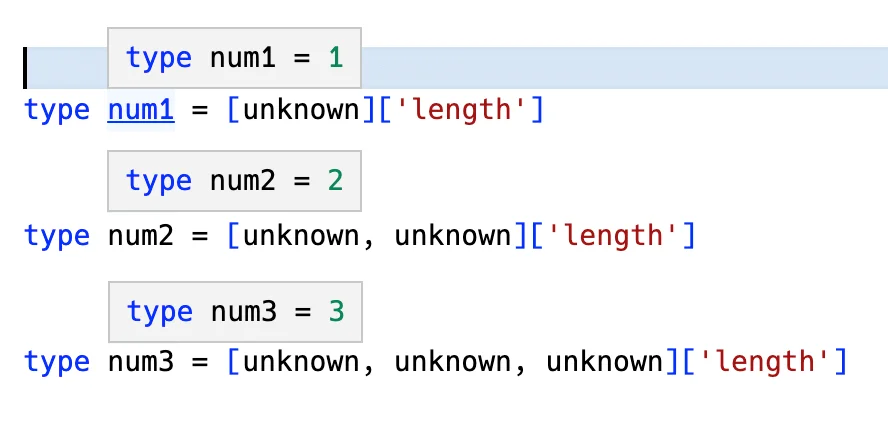 type num1 = 1
type num1 = [unknown]['length']
type num2 = 2
type num2 = [unknown, unknown]['length']
type num3 = 3
type num3 = [unknown, unknown, unknown]['length']